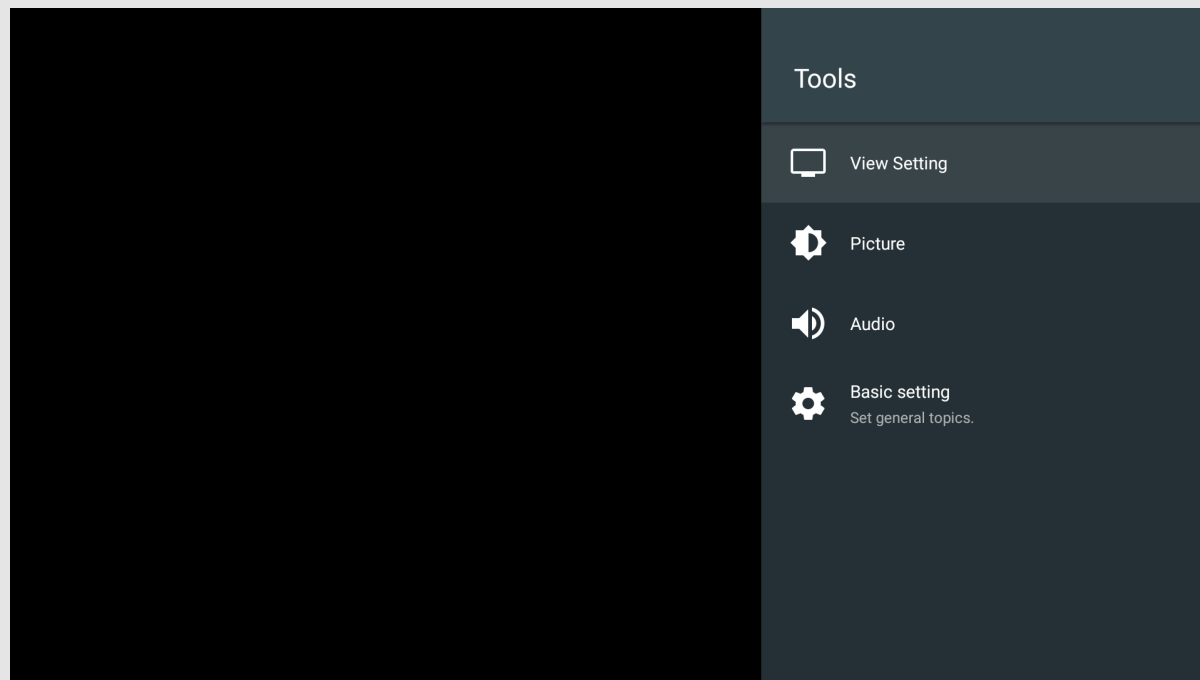 Tools
View Setting
Picture
Audio
Basic setting
Set general topics.